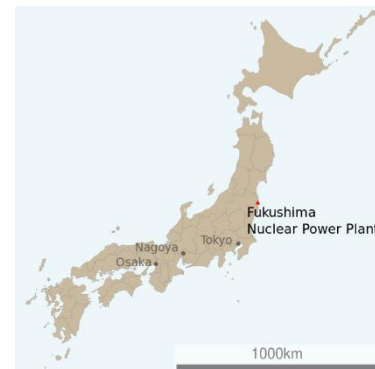 Fukushima
Nuclear Power Plant
Tokyo
Nagoya
Osaka
1000km